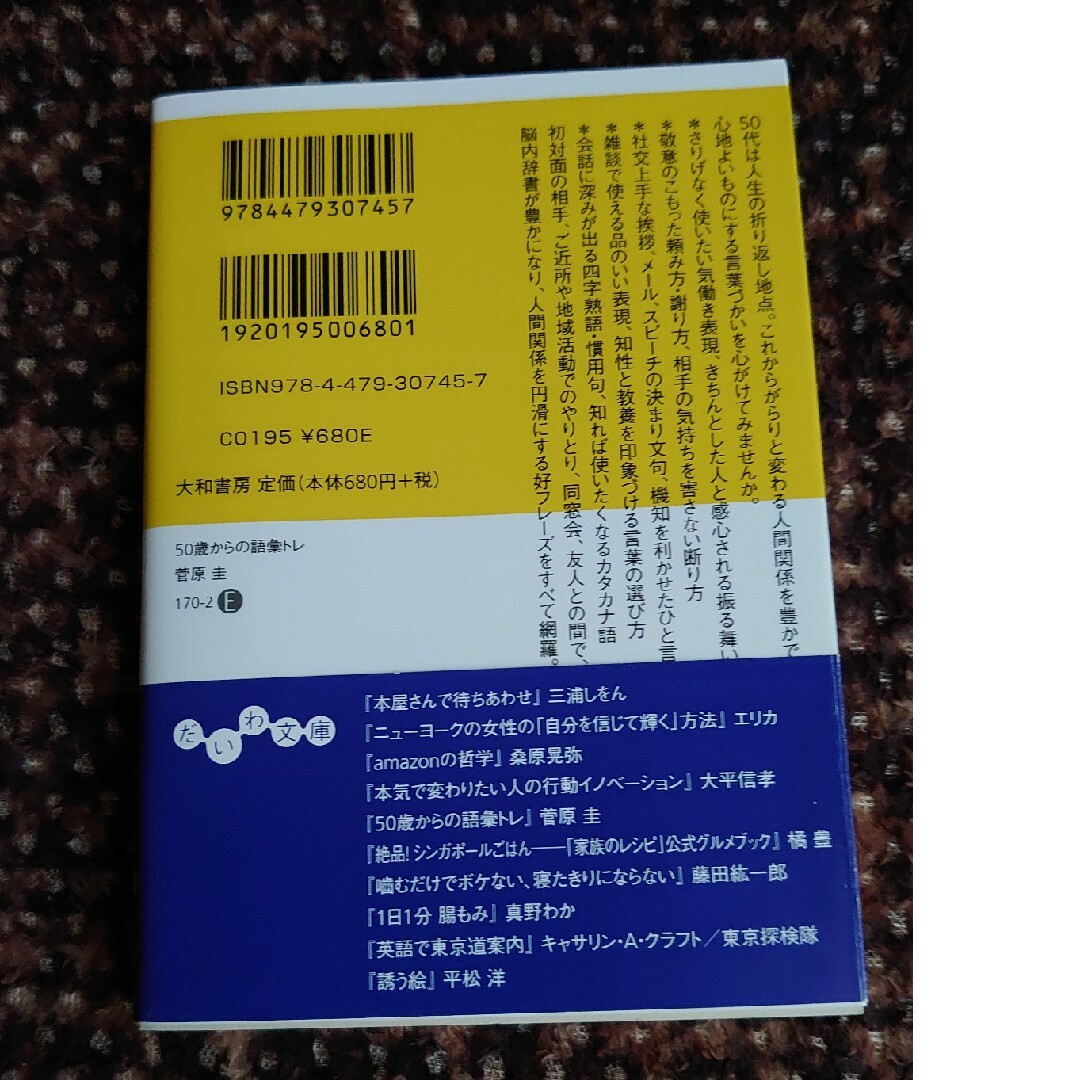 9784479307457
1920195006801
ISBN978-4-479-30745-7
C0195 ¥680E
大和書房 定価(本体680円+税)
50代は人生の折り返し地点。これからがらりと変わる人間関係を豊かで
心地よいものにする言葉づかいを心がけてみませんか。
*さりげなく使いたい気働き表現、きちんとした人と感心される振る舞い
*敬意のこもった頼み方・謝り方、相手の気持ちを害さない断り方
*社交上手な挨拶、メール、スピーチの決まり文句、機知を利かせたひと言
*雑談で使える品のいい表現、知性と教養を印象づける言葉の選び方
*会話に深みが出る四字熟語・慣用句、知れば使いたくなるカタカナ語
初対面の相手、ご近所や地域活動でのやりとり、同窓会、友人との間で、
脳内辞書が豊かになり、人間関係を円滑にする好フレーズをすべて網羅。
50歳からの語彙トレ
菅原 圭
170-2 E
だいわ文庫
『本屋さんで待ちあわせ』 三浦しをん
『ニューヨークの女性の「自分を信じて輝く」方法』 エリカ
『amazonの哲学』 桑原晃弥
『本気で変わりたい人の行動イノベーション』 大平信孝
『50歳からの語彙トレ』 菅原 圭
『絶品!シンガポールごはん――「家族のレシピ」公式グルメブック』 橘 豊
『噛むだけでボケない、寝たきりにならない』 藤田紘一郎
『1日1分 腸もみ』 真野わか
『英語で東京道案内』 キャサリン・A・クラフト/東京探検隊
『誘う絵』 平松 洋